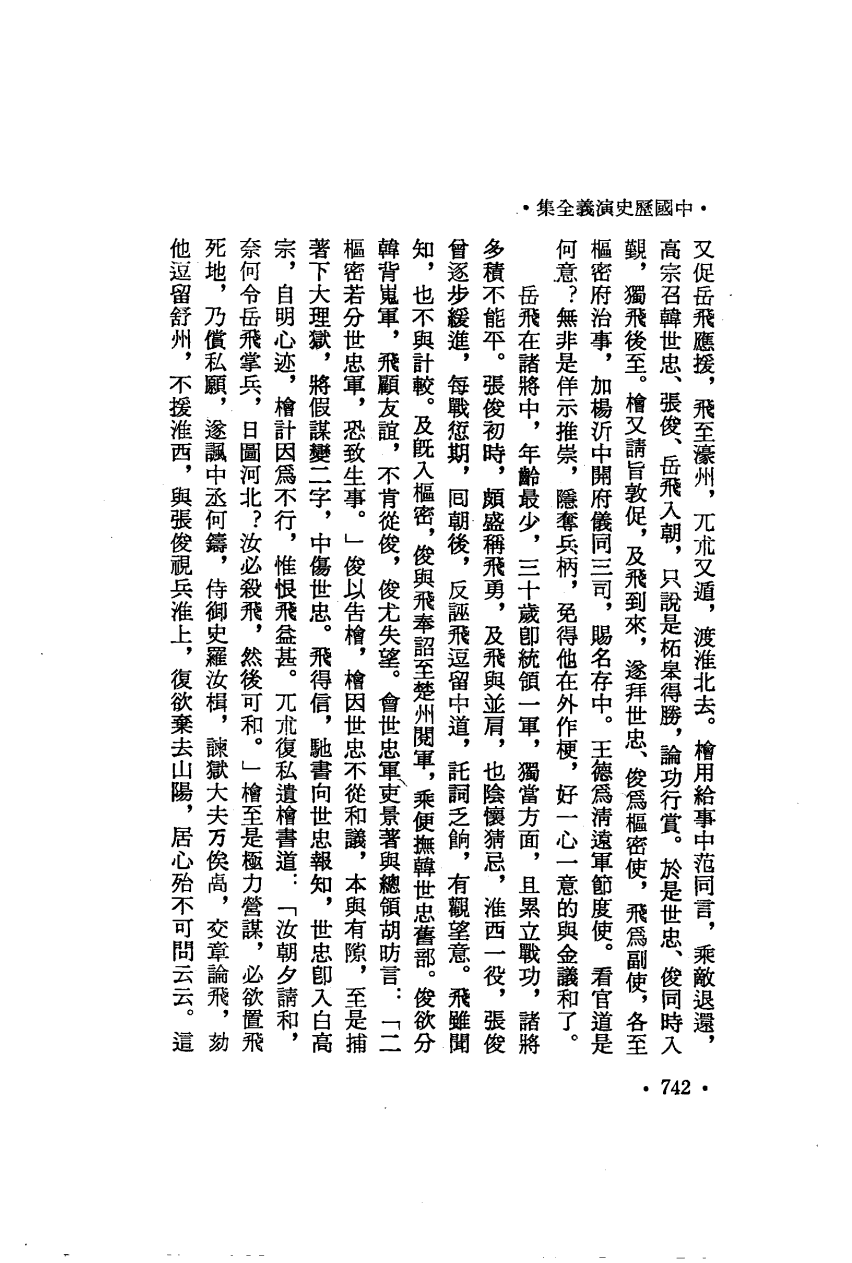 ·中國歷史演義全集·
又促岳飛應援，飛至濠州，兀朮又遁，渡淮北去。檜用給事中范同言，乘敵退還，
高宗召韓世忠、張俊、岳飛入朝，只說是柘臯得勝，論功行賞。於是世忠、俊同時入
覲，獨飛後至。檜又請旨敦促，及飛到來，遂拜世忠、俊爲樞密使，飛爲副使，各至
樞密府治事，加楊沂中開府儀同三司，賜名存中。王德爲清遠軍節度使。看官道是
何意？無非是佯示推崇，隱奪兵柄，免得他在外作梗，好一心一意的與金議和了。
岳飛在諸將中，年齡最少，三十歲卽統領一軍，獨當方面，且累立戰功，諸將
多積不能平。張俊初時，頗盛稱飛勇，及飛與並肩，也陰懷猜忌，淮西一役，張俊
曾逐步緩進，每戰愆期，囘朝後，反誣飛逗留中道，託詞乏餉，有觀望意。飛雖聞
知，也不與計較。及旣入樞密，俊與飛奉詔至楚州閱軍，乘便撫韓世忠舊部。俊欲分
韓背嵬軍，飛顧友誼，不肯從俊，俊尤失望。會世忠軍吏景著與總領胡昉言：「二
樞密若分世忠軍，恐致生事。」俊以告檜，檜因世忠不從和議，本與有隙，至是捕
著下大理獄，將假謀變二字，中傷世忠。飛得信，馳書向世忠報知，世忠卽入白高
宗，自明心迹，檜計因爲不行，惟恨飛益甚。兀朮復私遺檜書道：「汝朝夕請和，
奈何令岳飛掌兵，日圖河北？汝必殺飛，然後可和。」檜至是極力營謀，必欲置飛
死地，乃償私願，遂諷中丞何鑄，侍御史羅汝楫，諫獄大夫万俟卨，交章論飛，劾
他逗留舒州，不援淮西，與張俊視兵淮上，復欲棄去山陽，居心殆不可問云云。這
·742·